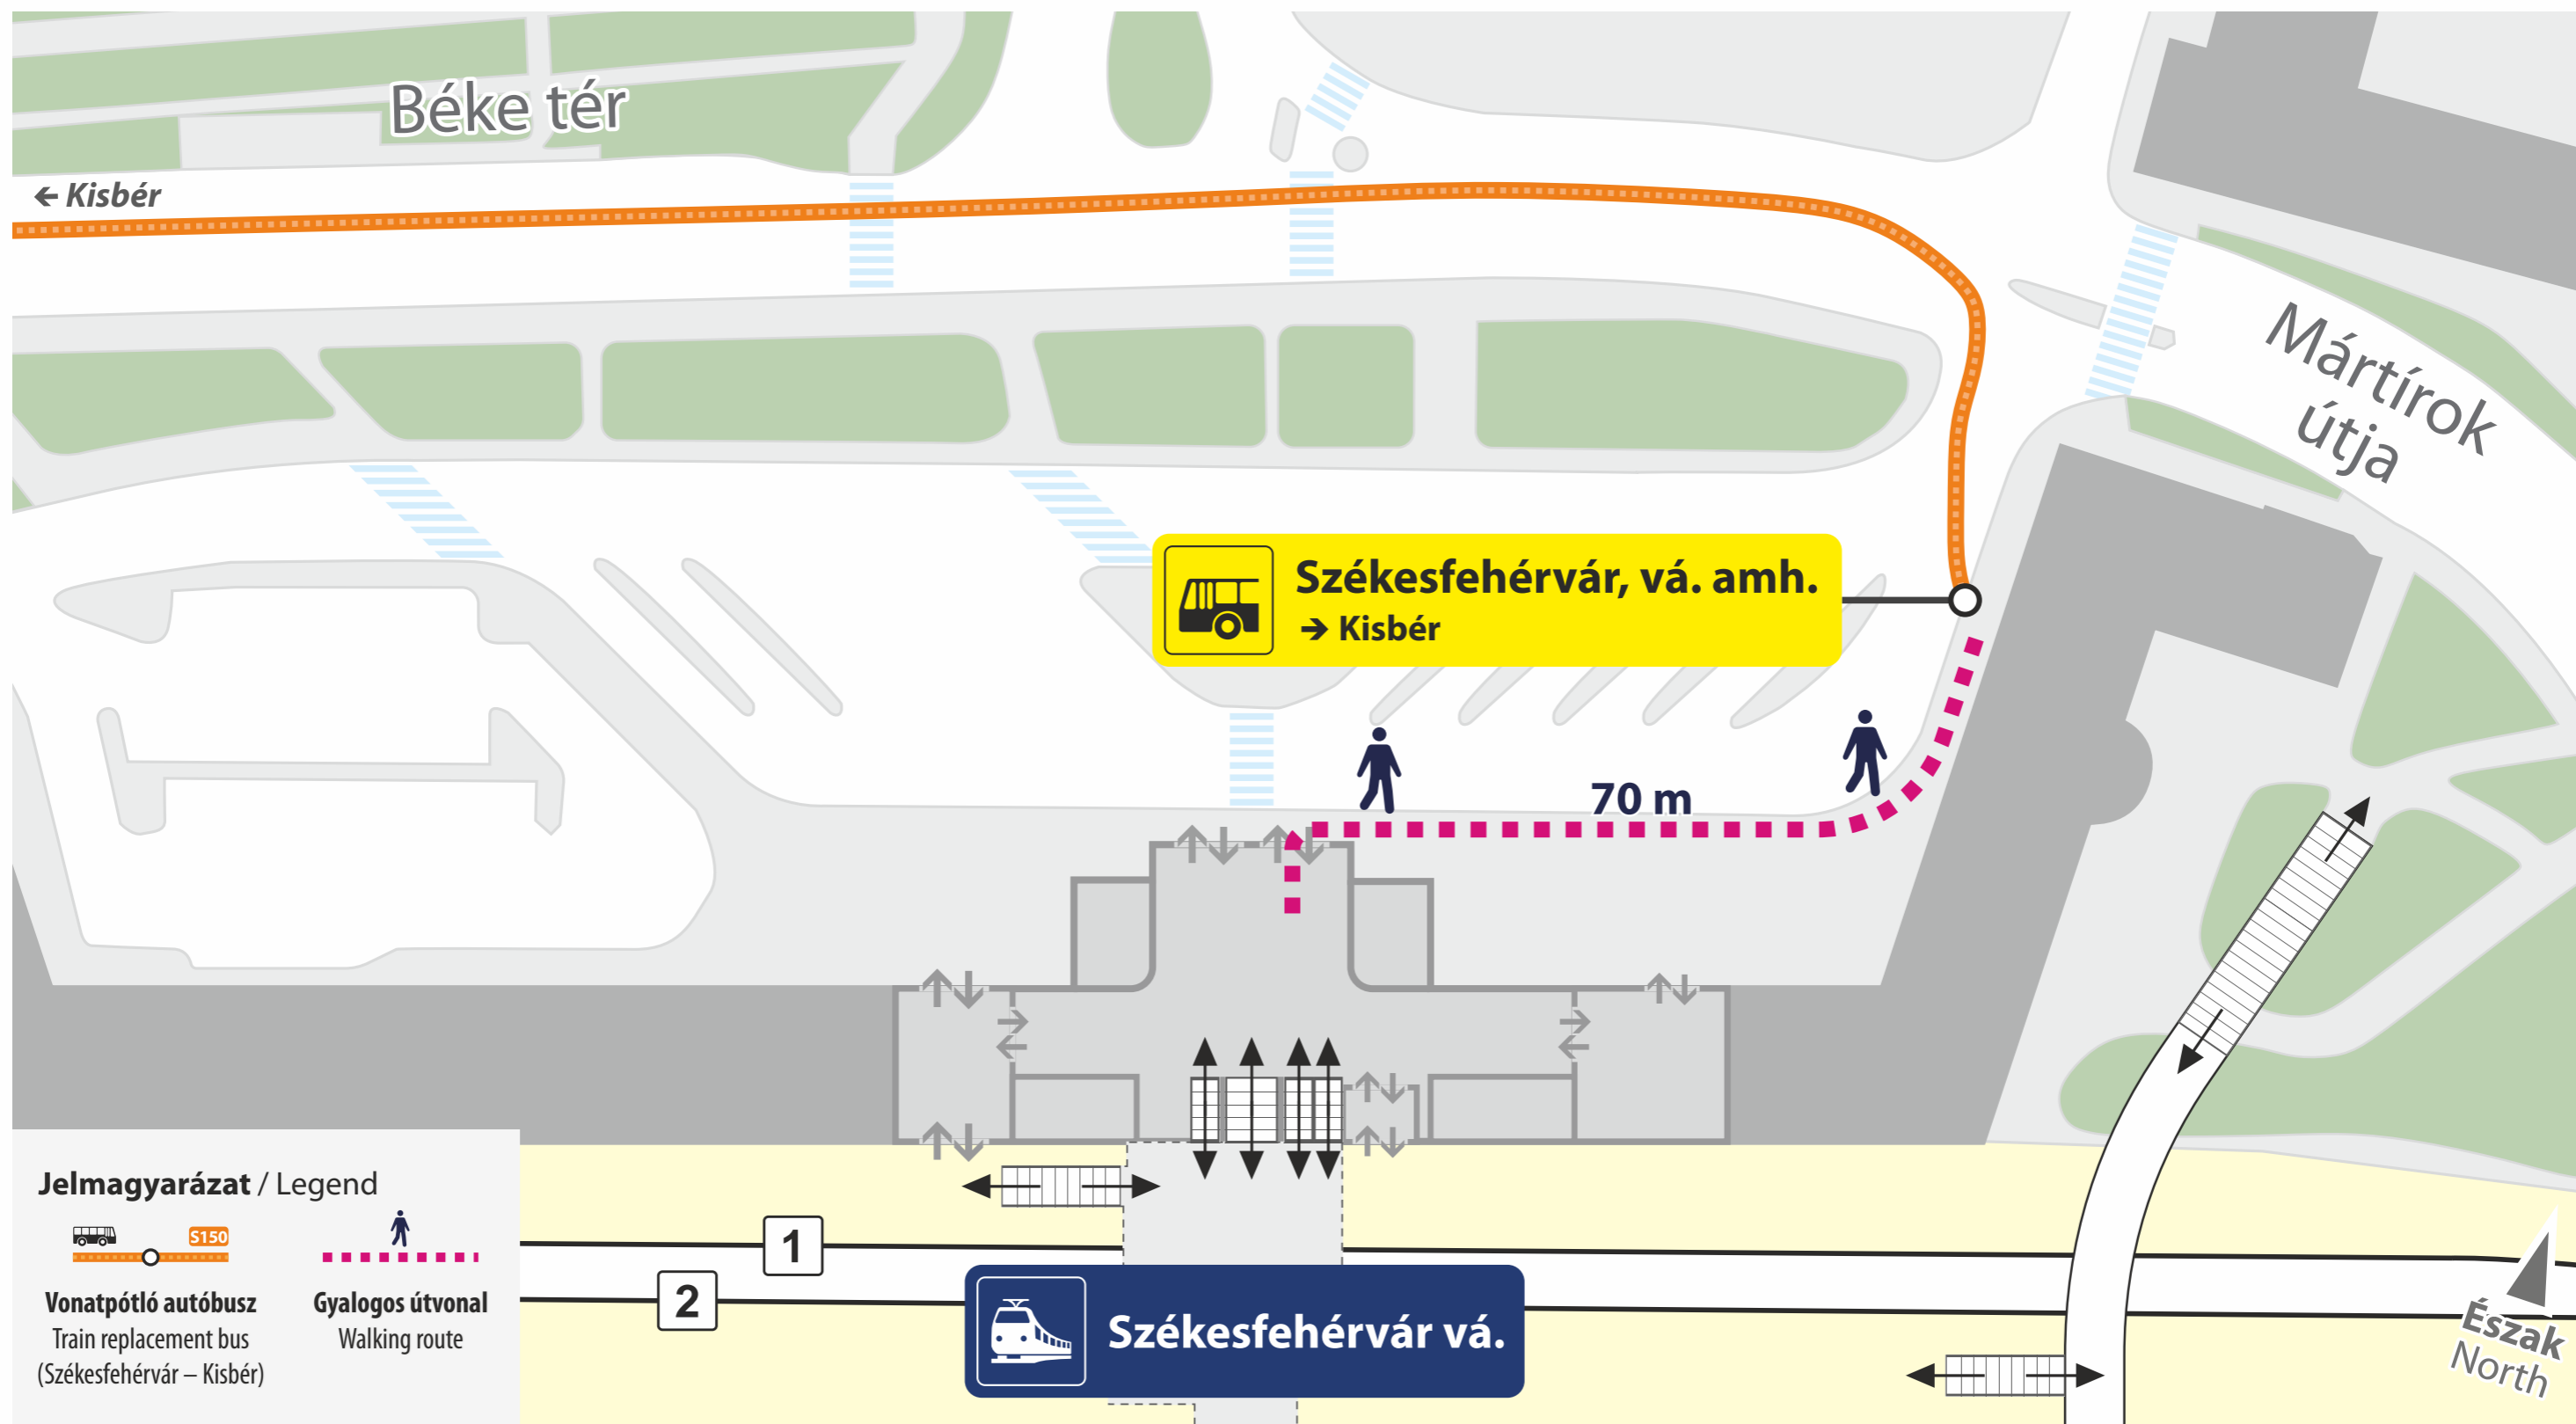 Béke tér
← Kisbér
Mártírok
útja
Székesfehérvár, vá. amh.
→ Kisbér
70 m
Jelmagyarázat / Legend
S150
Vonatpótló autóbusz
Train replacement bus
(Székesfehérvár – Kisbér)
Gyalogos útvonal
Walking route
1
2
Székesfehérvár vá.
Észak
North